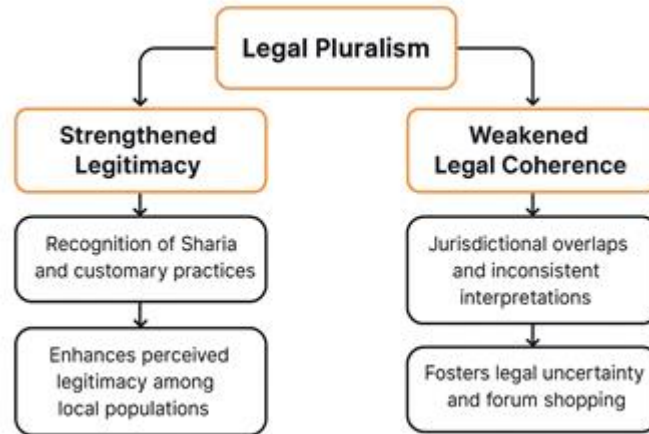 Legal Pluralism
Strengthened
Legitimacy
Recognition of Sharia
and customary practices
Enhances perceived
legitimacy among
local populations
Weakened
Legal Coherence
Jurisdictional overlaps
and inconsistent
interpretations
Fosters legal uncertainty
and forum shopping